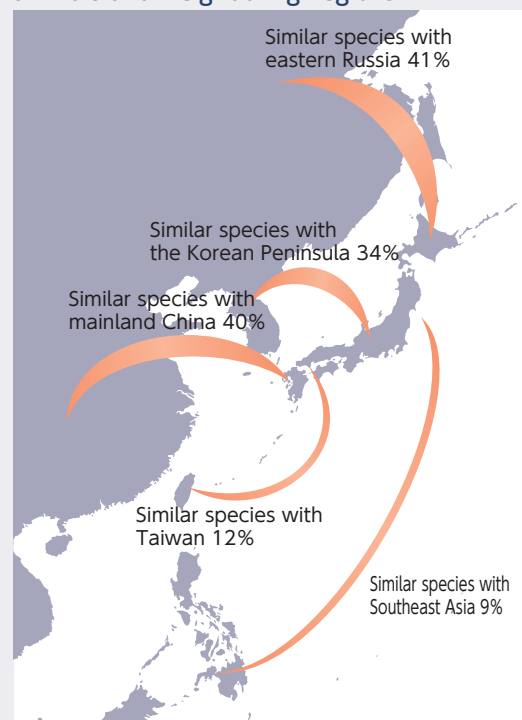 Similar species with
eastern Russia 41%
Similar species with
the Korean Peninsula 34%
Similar species with
mainland China 40%
Similar species with
Taiwan 12%
Similar species with
Southeast Asia 9%